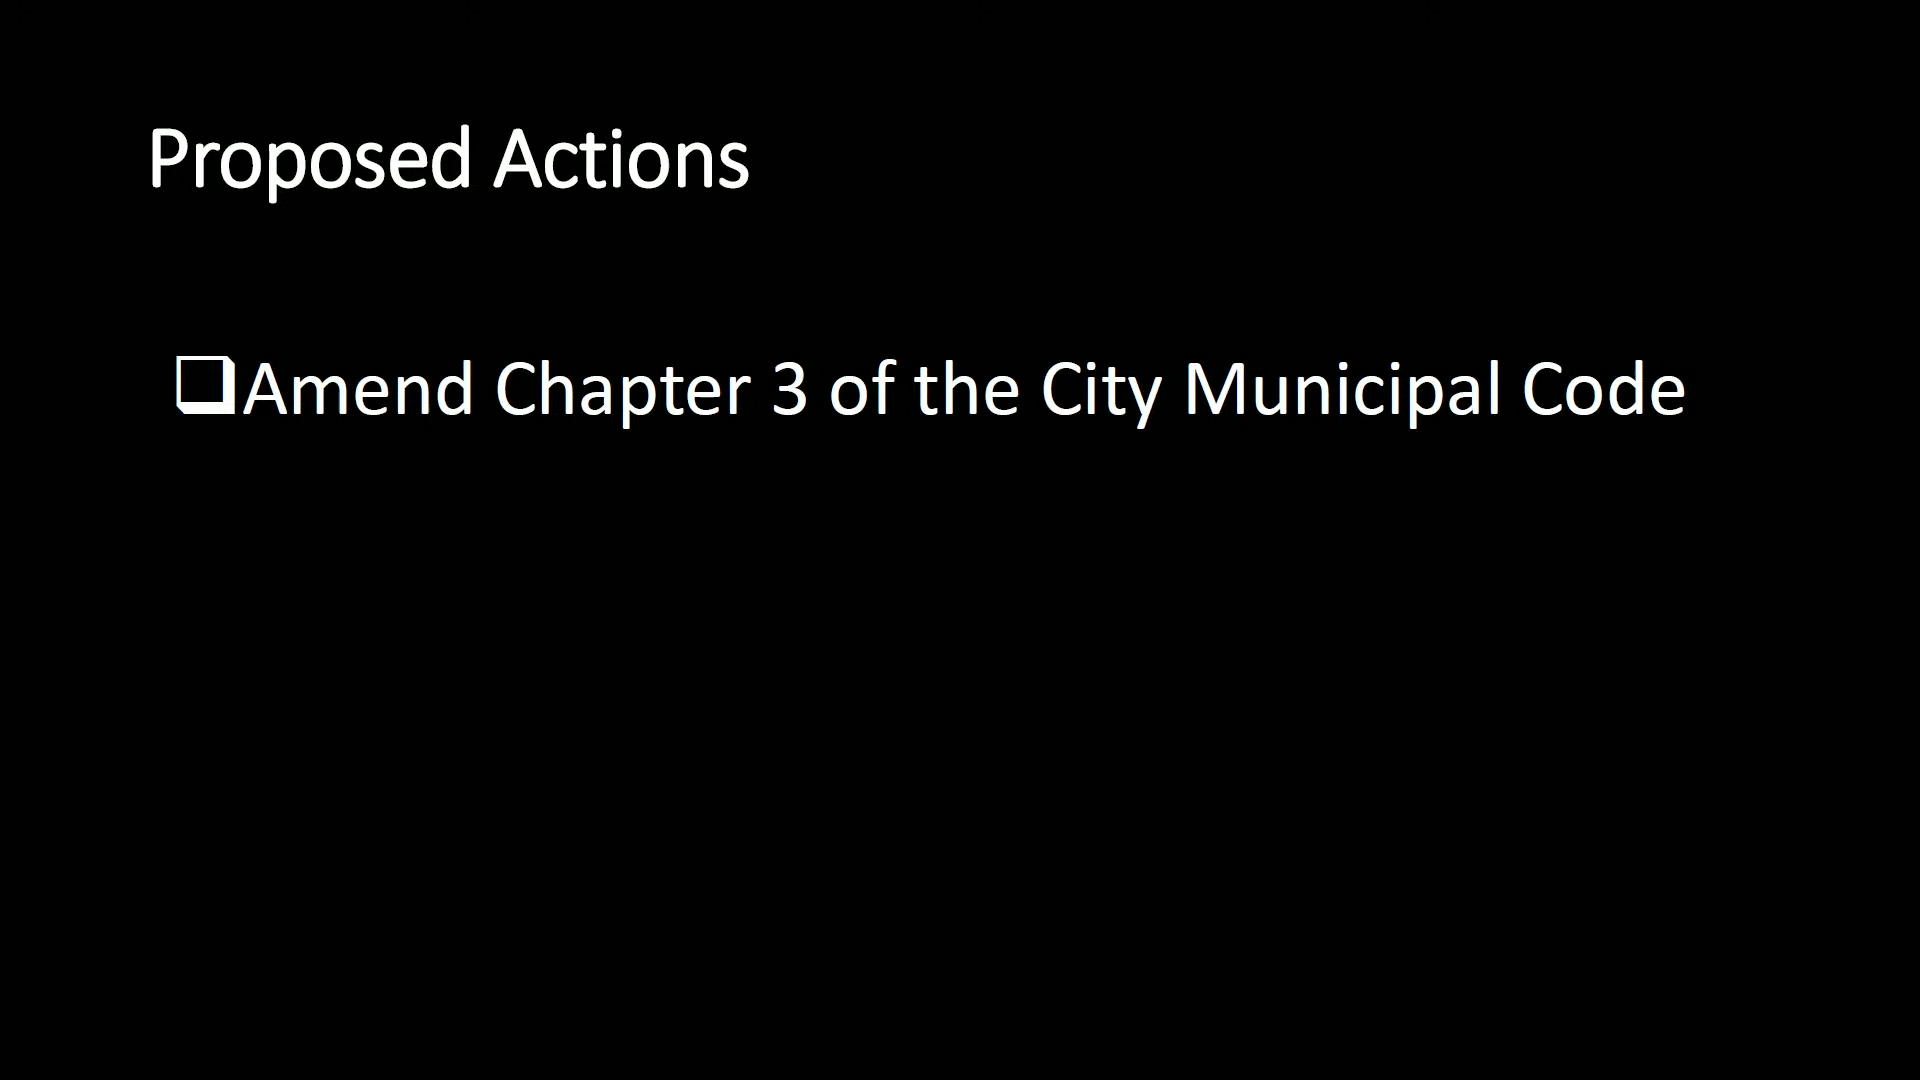 Proposed Actions
❑Amend Chapter 3 of the City Municipal Code